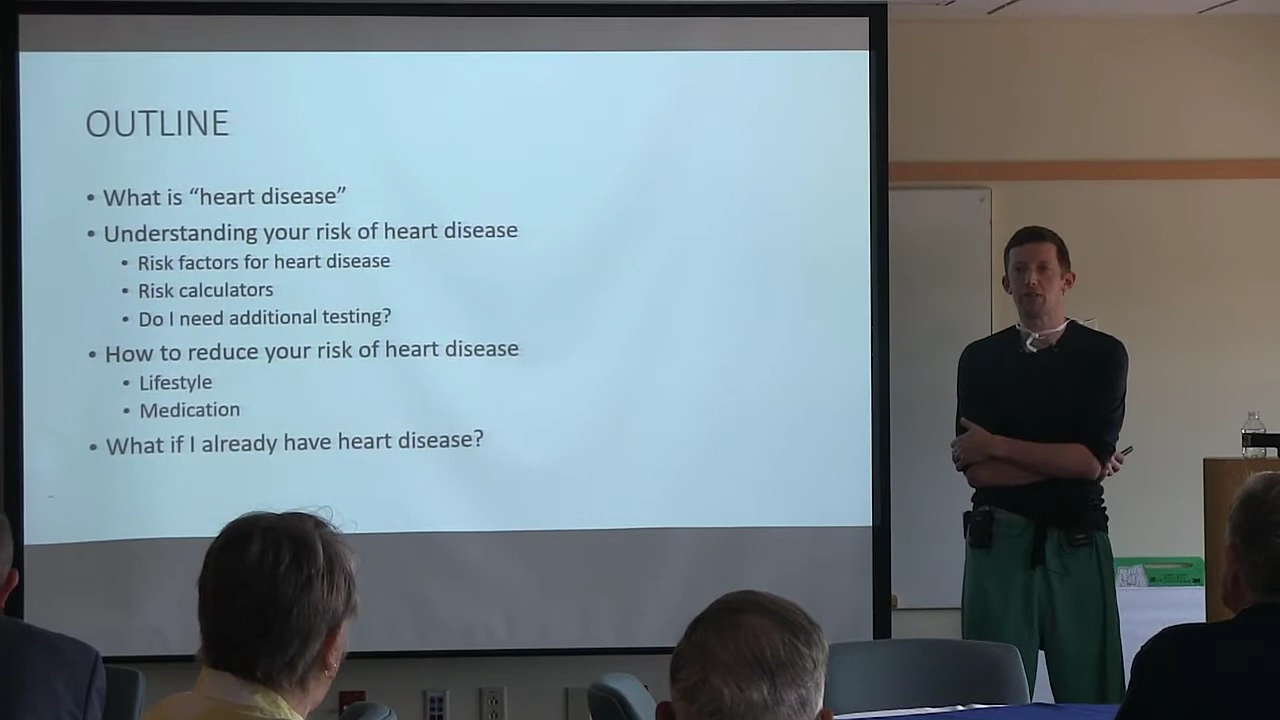 OUTLINE
• What is “heart disease”
• Understanding your risk of heart disease
• Risk factors for heart disease
• Risk calculators
• Do I need additional testing?
• How to reduce your risk of heart disease
• Lifestyle
• Medication
• What if I already have heart disease?